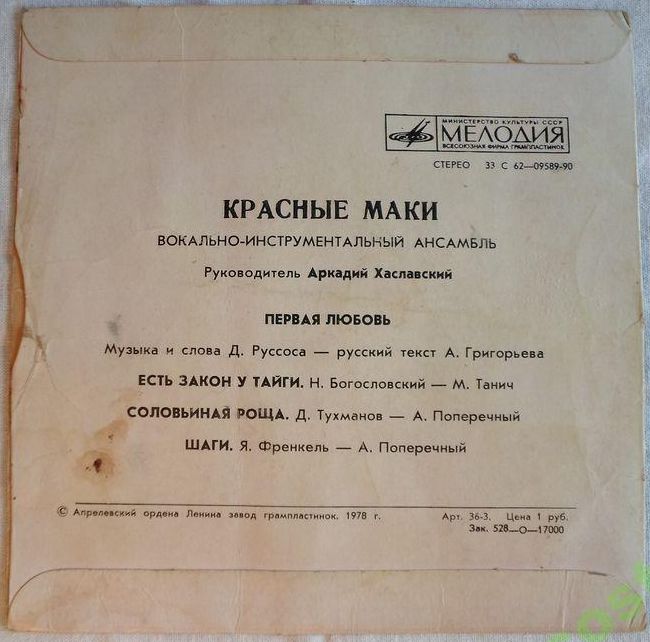 МИНИСТЕРСТВО КУЛЬТУРЫ СССР
МЕЛОДИЯ
ВСЕСОЮЗНАЯ ФИРМА ГРАМПЛАСТИНОК
СТЕРЕО 33 С 62—09589-90
КРАСНЫЕ МАКИ
ВОКАЛЬНО-ИНСТРУМЕНТАЛЬНЫЙ АНСАМБЛЬ
Руководитель Аркадий Хаславский
ПЕРВАЯ ЛЮБОВЬ
Музыка и слова Д. Руссоса — русский текст А. Григорьева
ЕСТЬ ЗАКОН У ТАЙГИ. Н. Богословский — М. Танич
СОЛОВЬИНАЯ РОЩА. Д. Тухманов — А. Поперечный
ШАГИ. Я. Френкель — А. Поперечный
© Апрелевский ордена Ленина завод грампластинок. 1978 г. Арт. 36-3. Цена 1 руб.
Зак. 528—О—17000